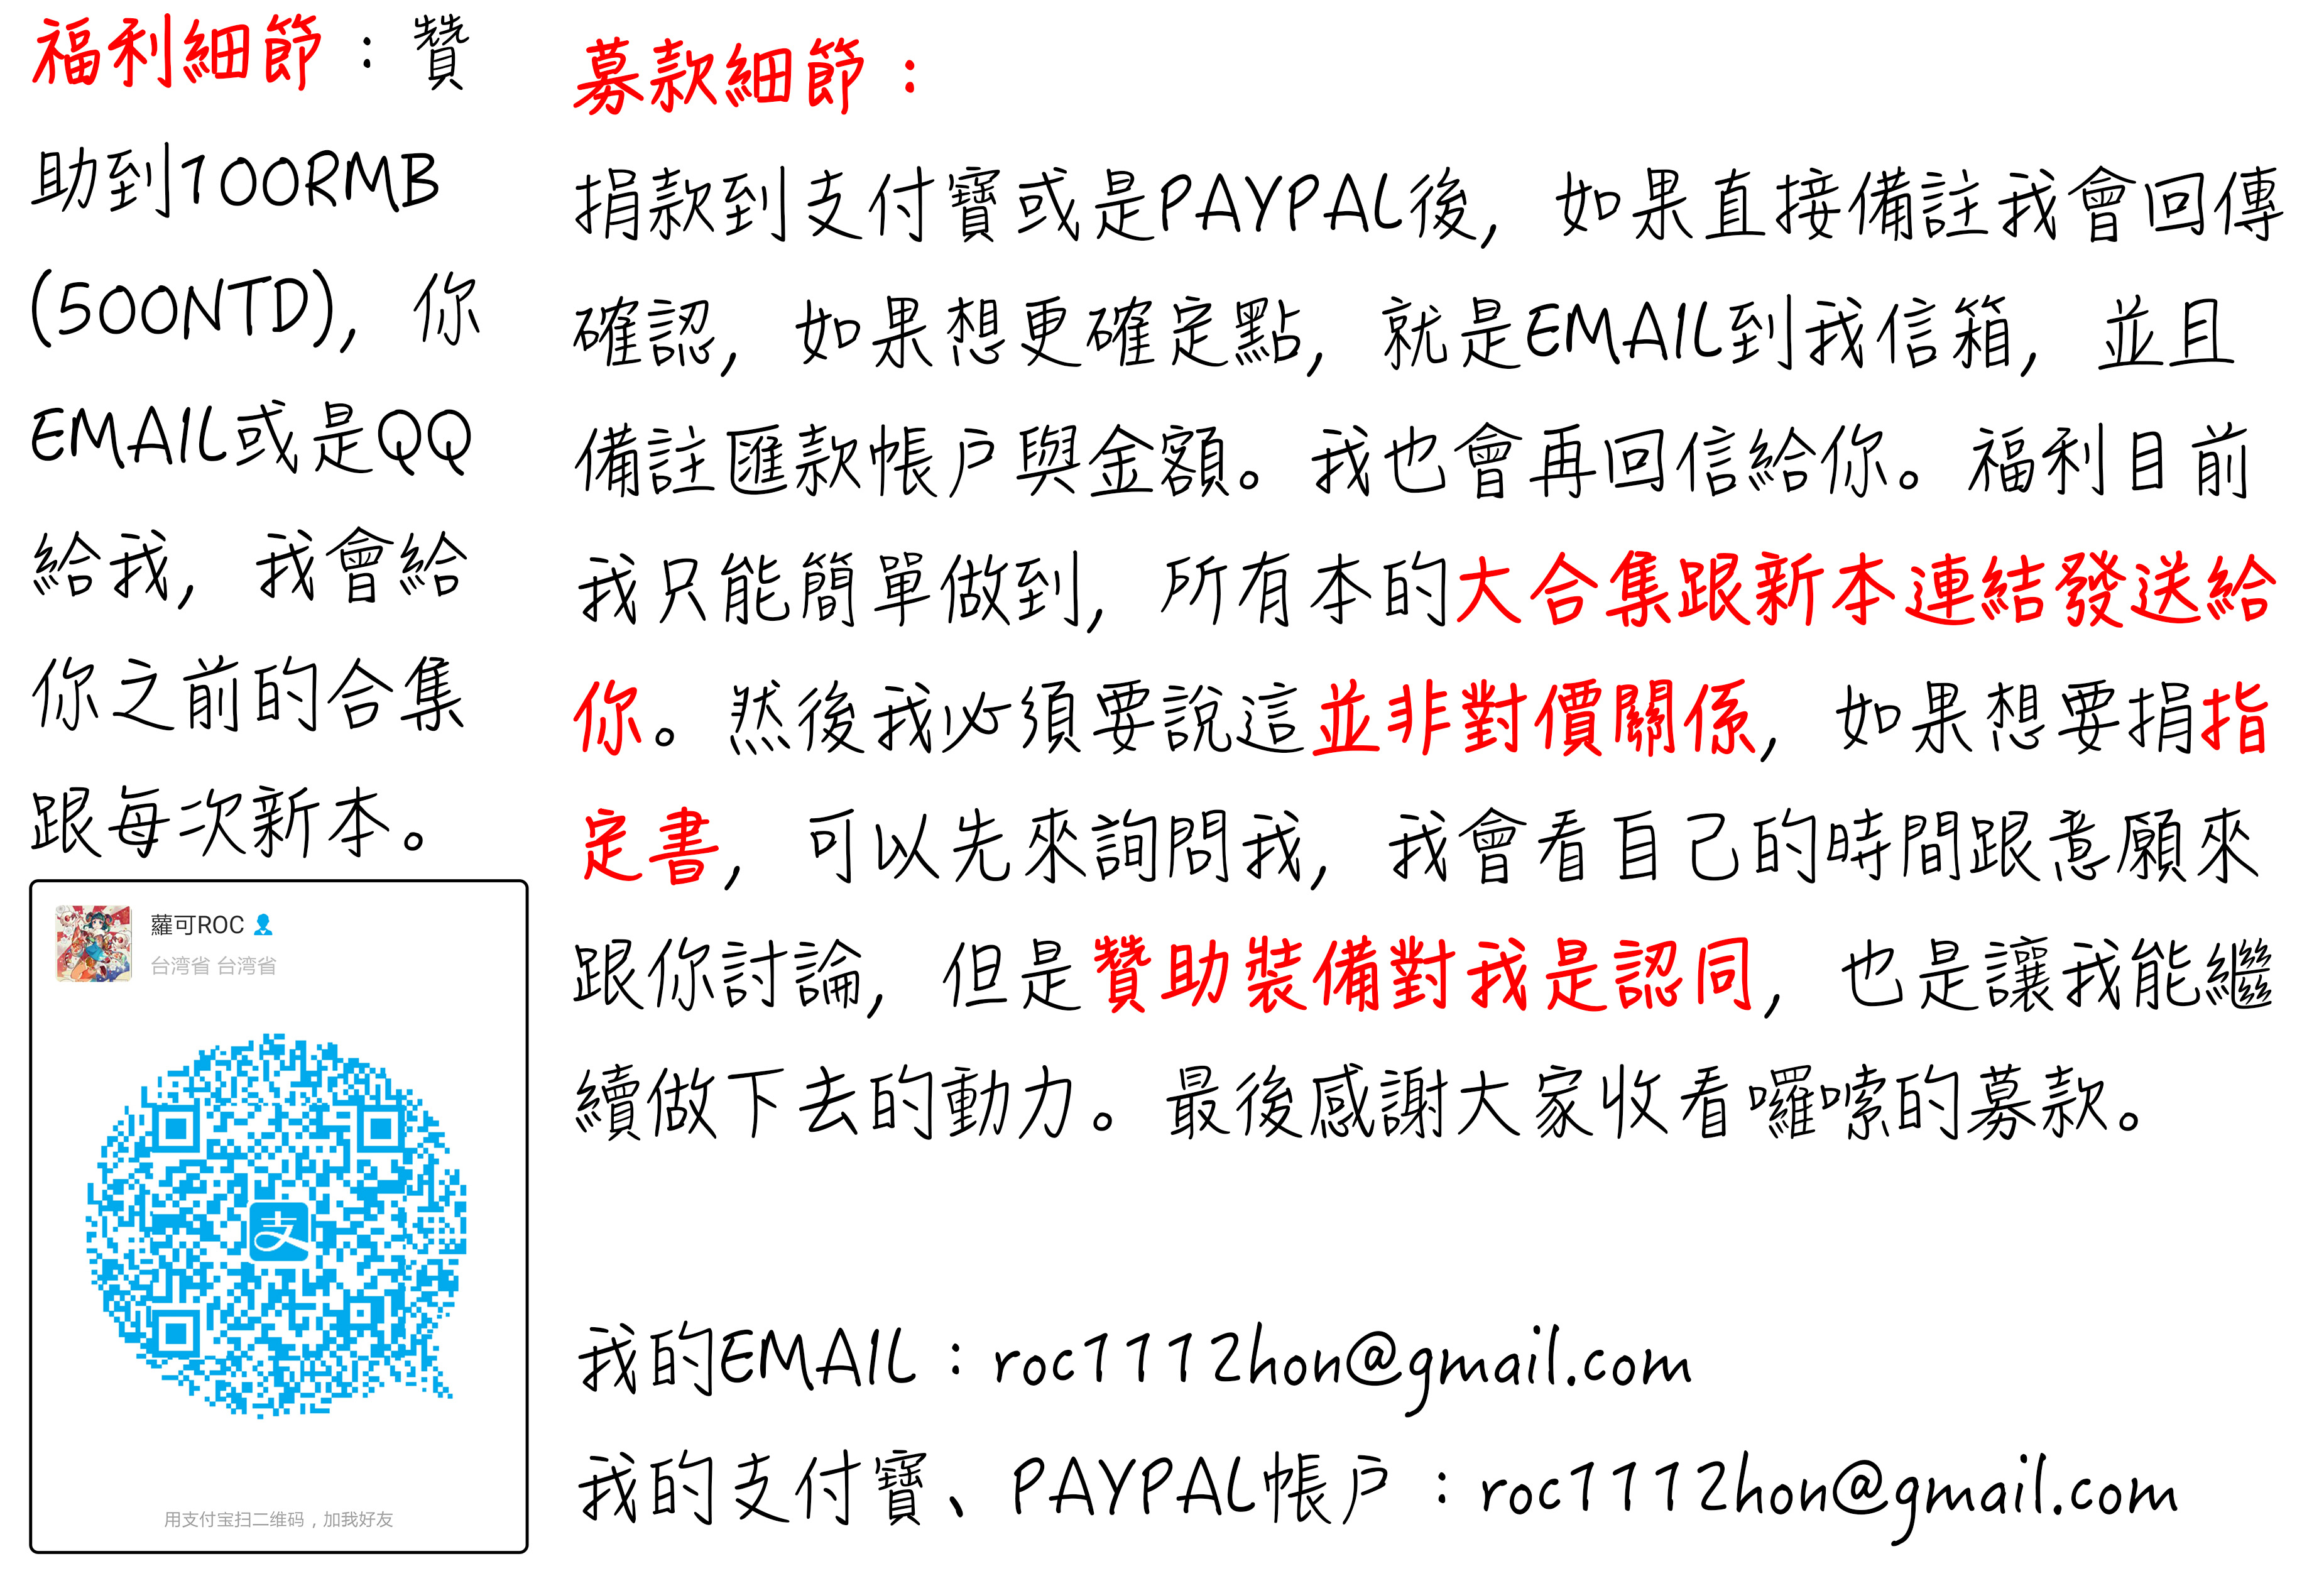 福利細節：贊
助到100RMB
(500NTD)，你
EMAIL或是QQ
給我，我會給
你之前的合集
跟每次新本。
蘿可ROC
台湾省 台湾省
支
用支付宝扫二维码，加我好友
募款細節：
捐款到支付寶或是PAYPAL後，如果直接備註我會回傳
確認，如果想更確定點，就是EMAIL到我信箱，並且
備註匯款帳戶與金額。我也會再回信給你。福利目前
我只能簡單做到，所有本的大合集跟新本連結發送給
你。然後我必須要說這並非對價關係，如果想要捐指
定書，可以先來詢問我，我會看自己的時間跟意願來
跟你討論，但是贊助裝備對我是認同，也是讓我能繼
續做下去的動力。最後感謝大家收看囉嗦的募款。
我的EMAIL：roc1112hon@gmail.com
我的支付寶、PAYPAL帳戶：roc1112hon@gmail.com